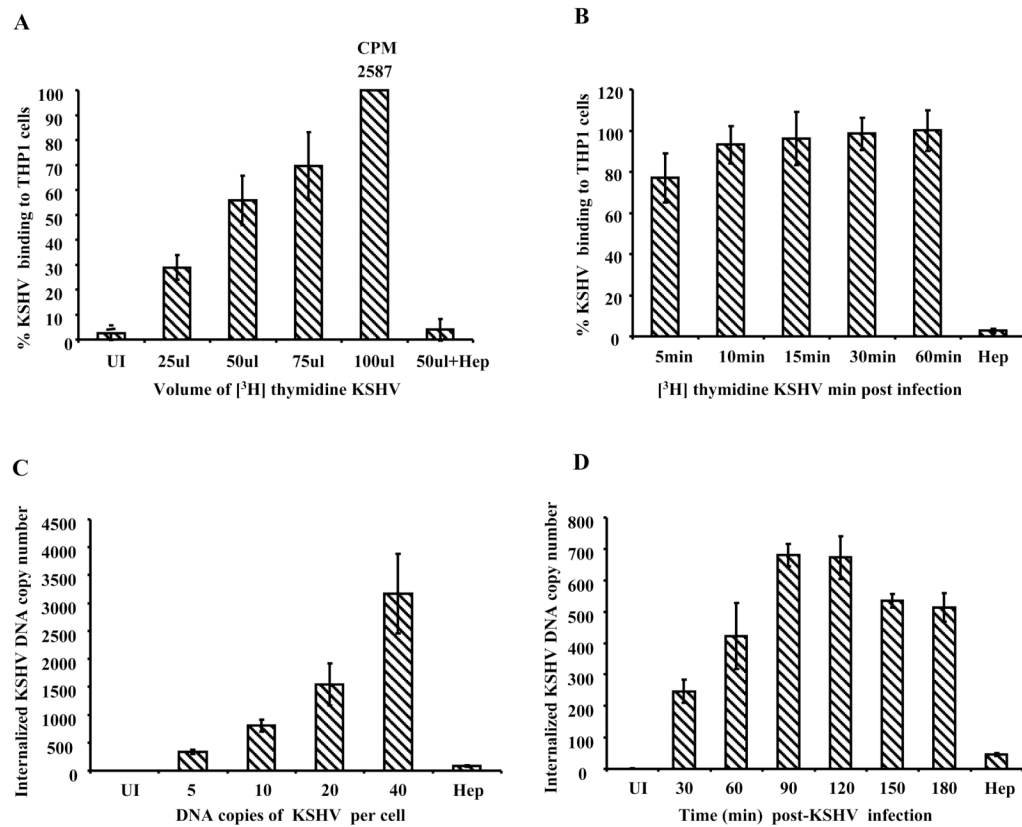 A
CPM
2587
% KSHV binding to THP1 cells
100
90
80
70
60
50
40
30
20
10
0
UI 25ul 50ul 75ul 100ul 50ul+Hep
Volume of [³H] thymidine KSHV
B
% KSHV binding to THP1 cells
120
100
80
60
40
20
0
5min 10min 15min 30min 60min Hep
[³H] thymidine KSHV min post infection
C
Internalized KSHV DNA copy number
4500
4000
3500
3000
2500
2000
1500
1000
500
0
UI 5 10 20 40 Hep
DNA copies of KSHV per cell
D
Internalized KSHV DNA copy number
800
700
600
500
400
300
200
100
0
UI 30 60 90 120 150 180 Hep
Time (min) post-KSHV infection